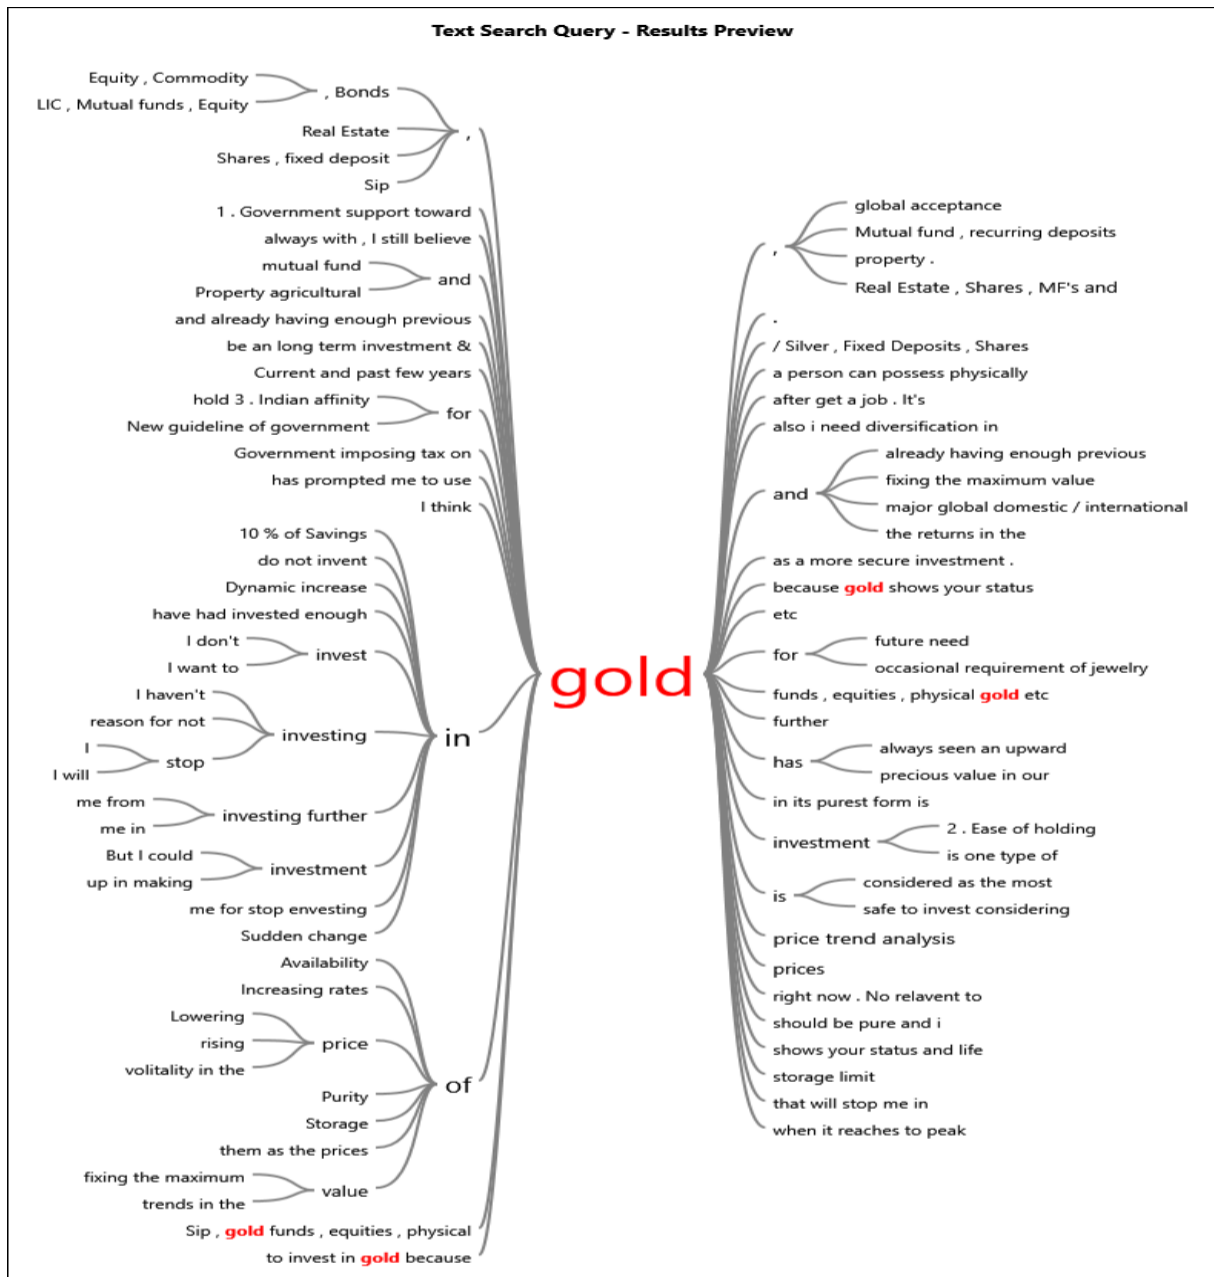 Text Search Query - Results Preview
Equity , Commodity
LIC , Mutual funds , Equity
, Bonds
Real Estate
Shares , fixed deposit
Sip
,
1 . Government support toward
always with , I still believe
mutual fund
Property agricultural
and
and already having enough previous
be an long term investment &
Current and past few years
hold 3 . Indian affinity
New guideline of government
for
Government imposing tax on
has prompted me to use
I think
10 % of Savings
do not invent
Dynamic increase
have had invested enough
I don't
I want to
invest
I haven't
reason for not
I
I will
stop
investing
me from
me in
investing further
But I could
up in making
investment
me for stop envesting
Sudden change
in
Availability
Increasing rates
Lowering
rising
volitality in the
price
Purity
Storage
them as the prices
fixing the maximum
trends in the
value
of
Sip , gold funds , equities , physical
to invest in gold because
gold
,
global acceptance
Mutual fund , recurring deposits
property .
Real Estate , Shares , MF's and
.
/ Silver , Fixed Deposits , Shares
a person can possess physically
after get a job . It's
also i need diversification in
and
already having enough previous
fixing the maximum value
major global domestic / international
the returns in the
as a more secure investment .
because gold shows your status
etc
for
future need
occasional requirement of jewelry
funds , equities , physical gold etc
further
has
always seen an upward
precious value in our
in its purest form is
investment
2 . Ease of holding
is one type of
is
considered as the most
safe to invest considering
price trend analysis
prices
right now . No relavent to
should be pure and i
shows your status and life
storage limit
that will stop me in
when it reaches to peak